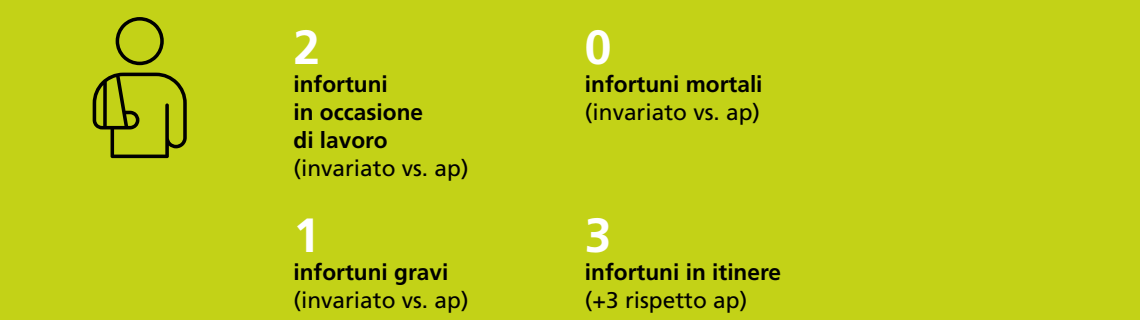 2
infortuni
in occasione
di lavoro
(invariato vs. ap)
0
infortuni mortali
(invariato vs. ap)
1
infortuni gravi
(invariato vs. ap)
3
infortuni in itinere
(+3 rispetto ap)